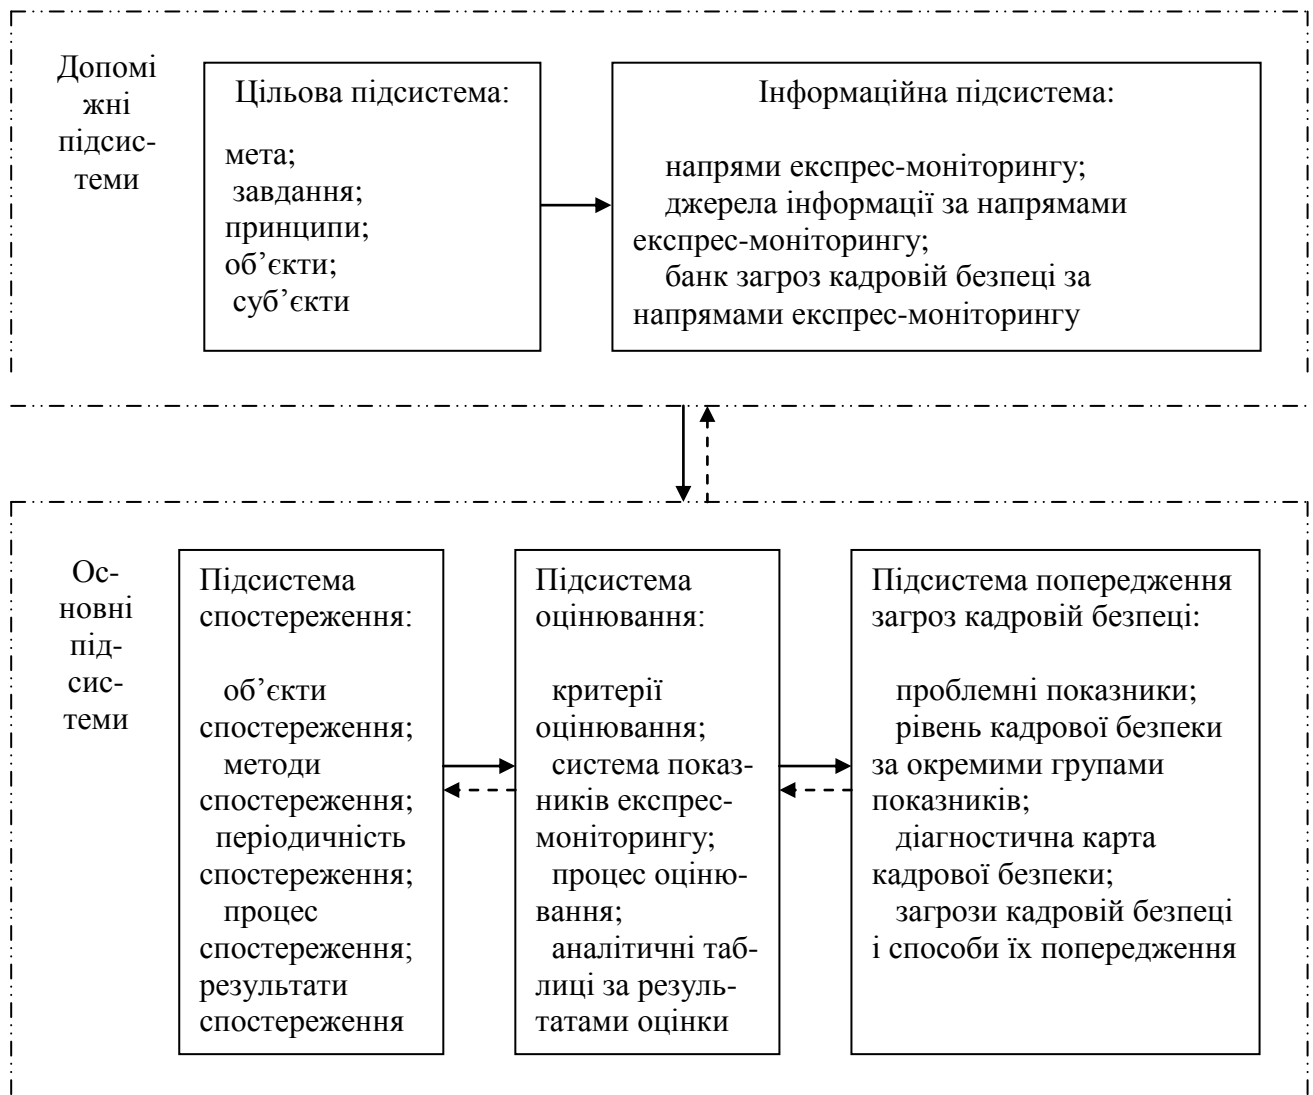 Допомі
жні
підсис-
теми
Цільова підсистема:
мета;
завдання;
принципи;
об’єкти;
суб’єкти
Інформаційна підсистема:
напрями експрес-моніторингу;
джерела інформації за напрямами
експрес-моніторингу;
банк загроз кадровій безпеці за
напрямами експрес-моніторингу
Ос-
новні
під-
сис-
теми
Підсистема
спостереження:
об’єкти
спостереження;
методи
спостереження;
періодичність
спостереження;
процес
спостереження;
результати
спостереження
Підсистема
оцінювання:
критерії
оцінювання;
система показ-
ників експрес-
моніторингу;
процес оціню-
вання;
аналітичні таб-
лиці за резуль-
татами оцінки
Підсистема попередження
загроз кадровій безпеці:
проблемні показники;
рівень кадрової безпеки
за окремими групами
показників;
діагностична карта
кадрової безпеки;
загрози кадровій безпеці
і способи їх попередження